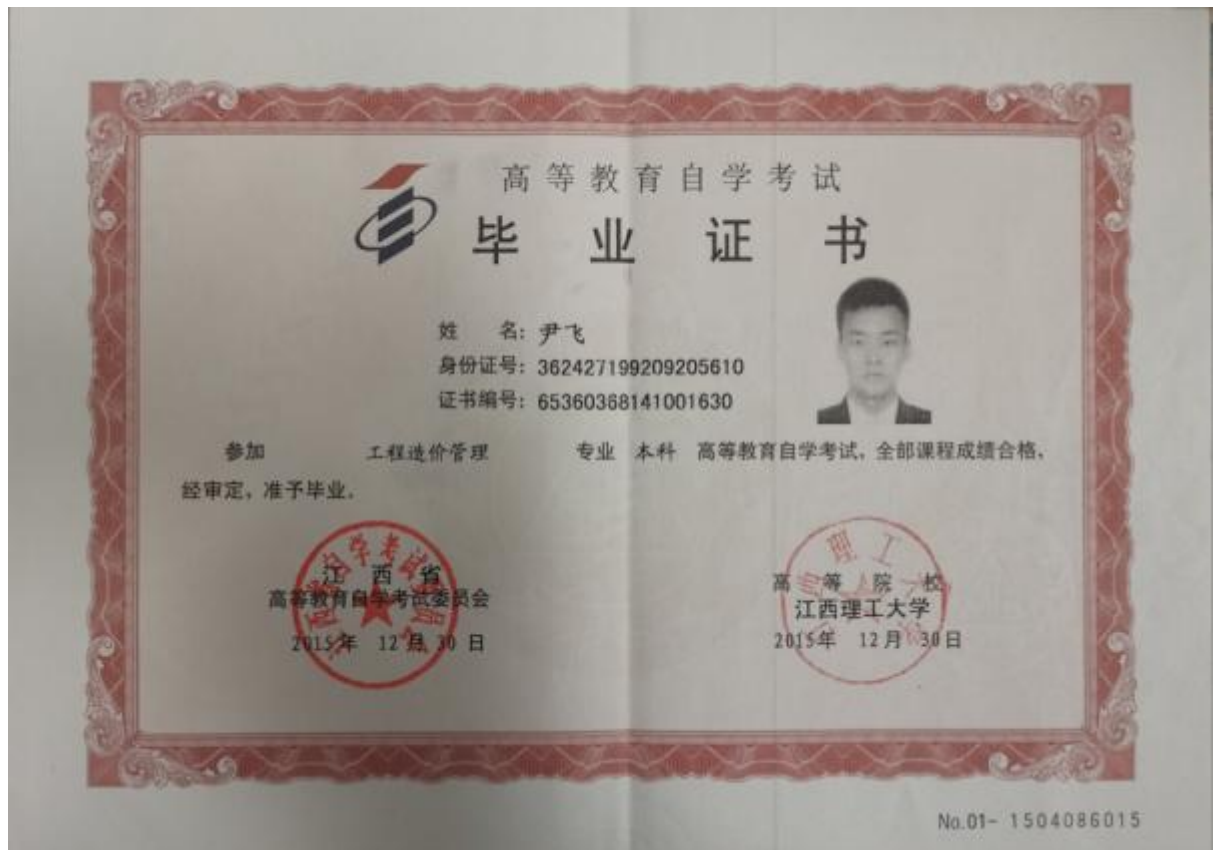 高等教育自学考试
毕业证书
姓 名: 尹飞
身份证号: 362427199209205610
证书编号: 65360368141001630
参加 工程造价管理 专业 本科 高等教育自学考试,全部课程成绩合格,
经审定,准予毕业。
江西省 高等院校
高等教育自学考试委员会 江西理工大学
2015年 12月 30日 2015年 12月 30日
No.01- 1504086015